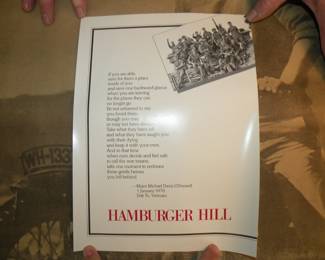 If you are able,
save for them a place
inside of you
and save one backward glance
when you are leaving
for the places they can
no longer go.
Be not ashamed to say
you loved them,
though you may
or may not have always.
Take what they have left
and what they have taught you
with their dying
and keep it with your own.
And in that time
when men decide and feel safe
to call the war insane,
take one moment to embrace
those gentle heroes
you left behind.
—Major Michael Davis O'Donnell
1 January 1970
Dak To, Vietnam
HAMBURGER HILL
WH-133